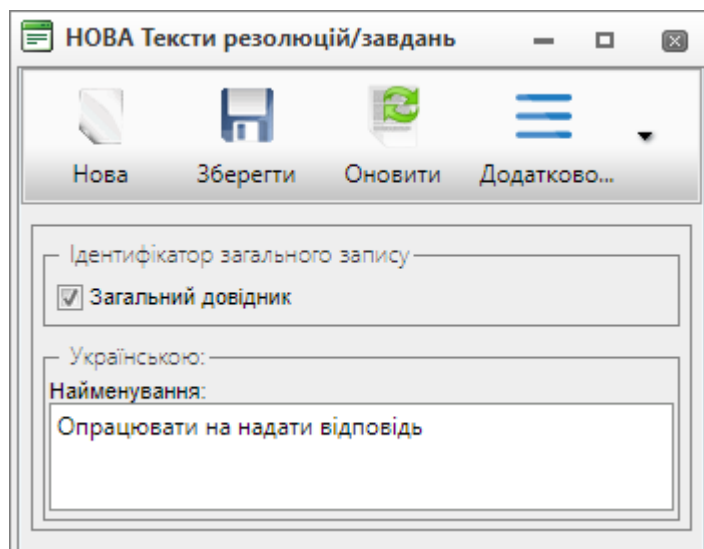 НОВА Тексти резолюцій/завдань
Нова Зберегти Оновити Додатково...
Ідентифікатор загального запису
Загальний довідник
Українською:
Найменування:
Опрацювати на надати відповідь